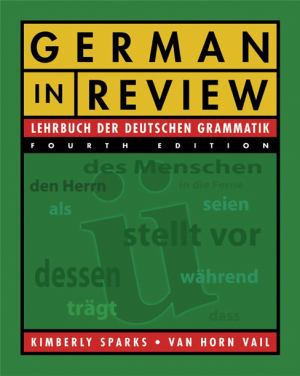 GERMAN
IN REVIEW
LEHRBUCH DER DEUTSCHEN GRAMMATIK
FOURTH EDITION
des Menschen
den Herrn in die Ferne
als seien
ü
stellt vor
dessen während
trägt
dass
KIMBERLY SPARKS • VAN HORN VAIL